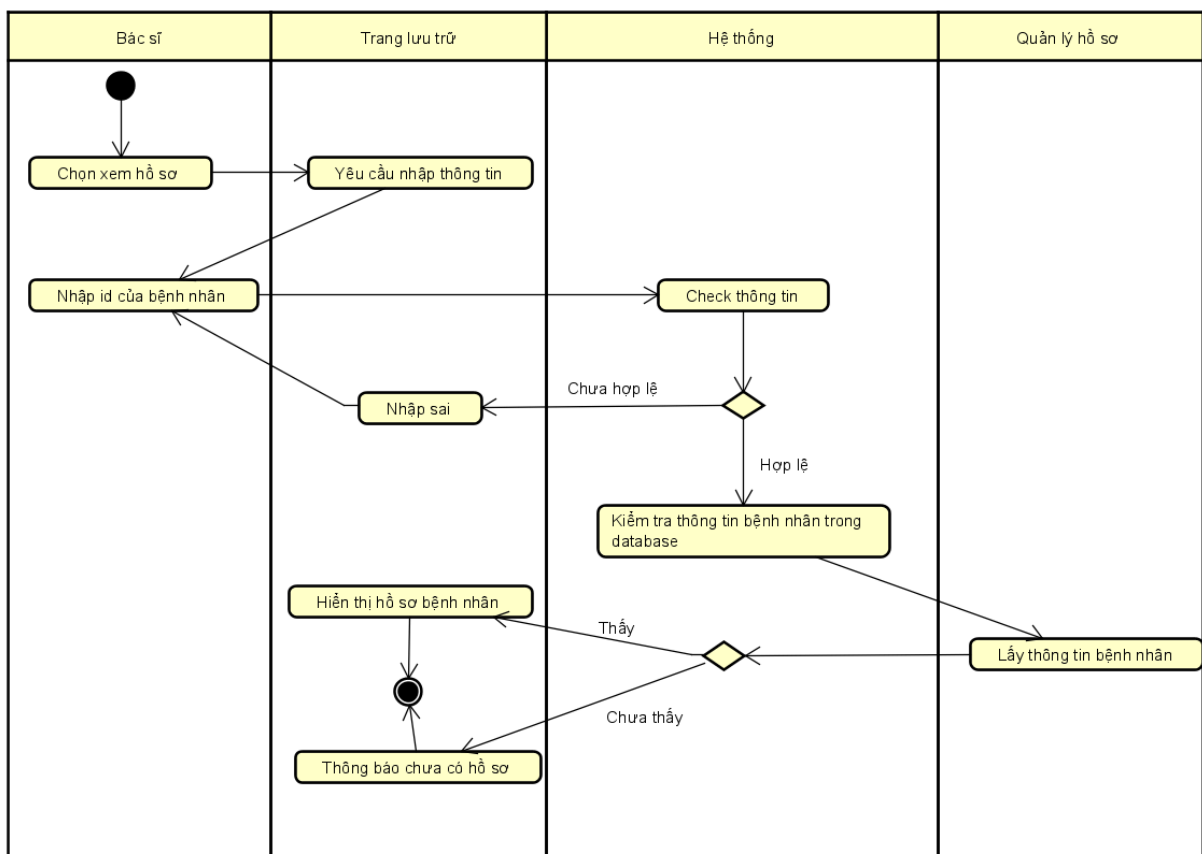 Bác sĩ
Trang lưu trữ
Hệ thống
Quản lý hồ sơ
Chọn xem hồ sơ
Yêu cầu nhập thông tin
Nhập id của bệnh nhân
Check thông tin
Chưa hợp lệ
Nhập sai
Hợp lệ
Kiểm tra thông tin bệnh nhân trong
database
Hiển thị hồ sơ bệnh nhân
Thấy
Lấy thông tin bệnh nhân
Chưa thấy
Thông báo chưa có hồ sơ